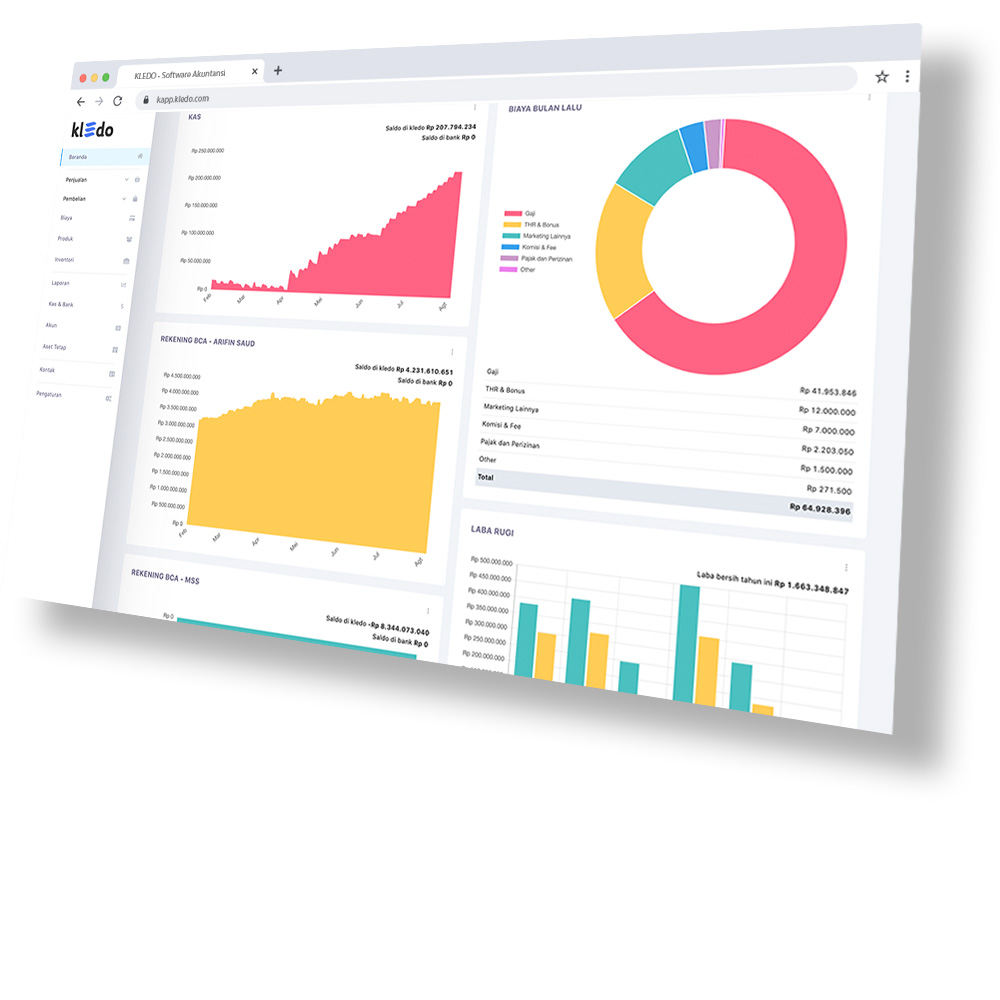 KLEDO - Software Akuntansi
kapp.kledo.com
kledo
Beranda
Penjualan
Pembelian
Biaya
Produk
Inventori
Laporan
Kas & Bank
Akun
Aset Tetap
Kontak
Pengaturan
KAS
Saldo di kledo Rp 207.794.234
Saldo di bank Rp 0
Rp 250.000.000
Rp 200.000.000
Rp 150.000.000
Rp 100.000.000
Rp 50.000.000
Rp 0
Feb Mar Apr Mei Jun Jul Agt
REKENING BCA - ARIFIN SAUD
Saldo di kledo Rp 4.231.610.651
Saldo di bank Rp 0
Rp 4.500.000.000
Rp 4.000.000.000
Rp 3.500.000.000
Rp 3.000.000.000
Rp 2.500.000.000
Rp 2.000.000.000
Rp 1.500.000.000
Rp 1.000.000.000
Rp 500.000.000
Rp 0
Feb Mar Apr Mei Jun Jul Agt
REKENING BCA - MSS
Saldo di kledo -Rp 8.344.073.040
Saldo di bank Rp 0
Rp 0
BIAYA BULAN LALU
Gaji
THR & Bonus
Marketing Lainnya
Komisi & Fee
Pajak dan Perizinan
Other
Gaji Rp 41.953.846
THR & Bonus Rp 12.000.000
Marketing Lainnya Rp 7.000.000
Komisi & Fee Rp 2.203.050
Pajak dan Perizinan Rp 1.500.000
Other Rp 271.500
Total Rp 64.928.396
LABA RUGI
Laba bersih tahun ini Rp 1.663.348.847
Rp 500.000.000
Rp 450.000.000
Rp 400.000.000
Rp 350.000.000
Rp 300.000.000
Rp 250.000.000
Rp 200.000.000